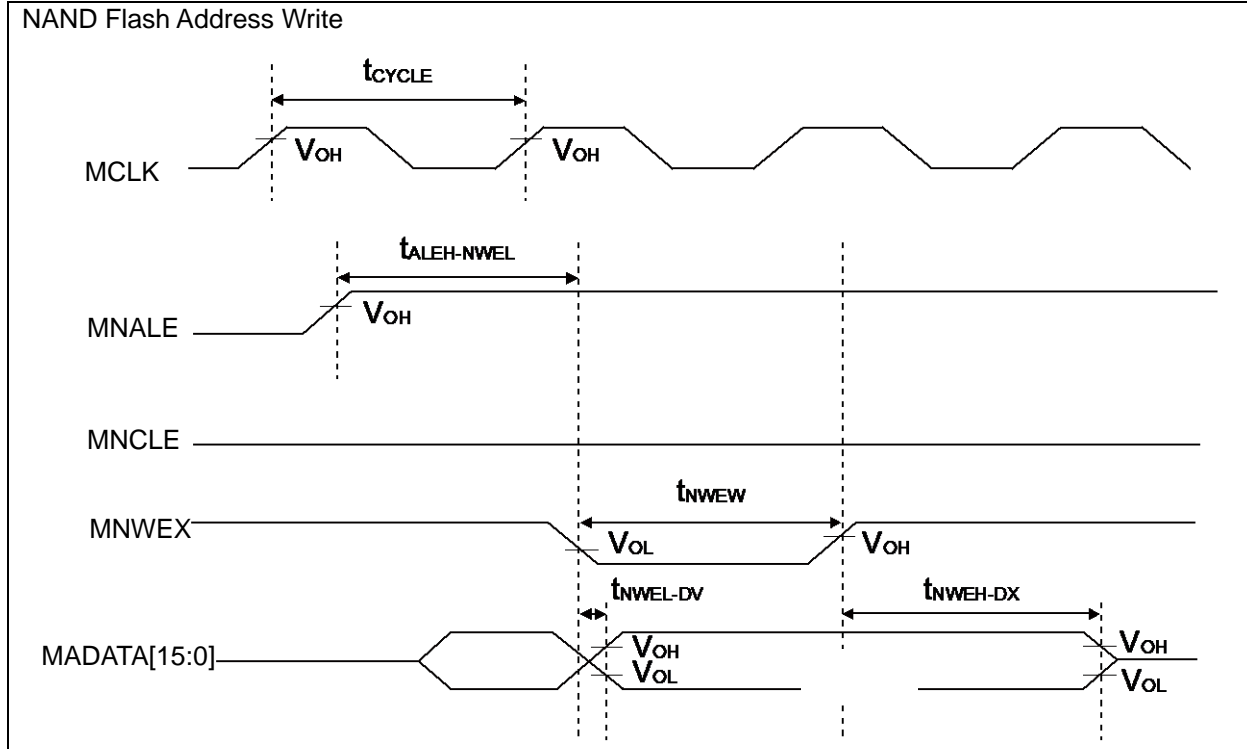 NAND Flash Address Write
tCYCLE
VOH
VOH
MCLK
tALEH-NWEL
VOH
MNALE
MNCLE
tNWEW
MNWEX
VOL
VOH
tNWEL-DV
tNWEH-DX
MADATA[15:0]
VOH
VOL
VOH
VOL